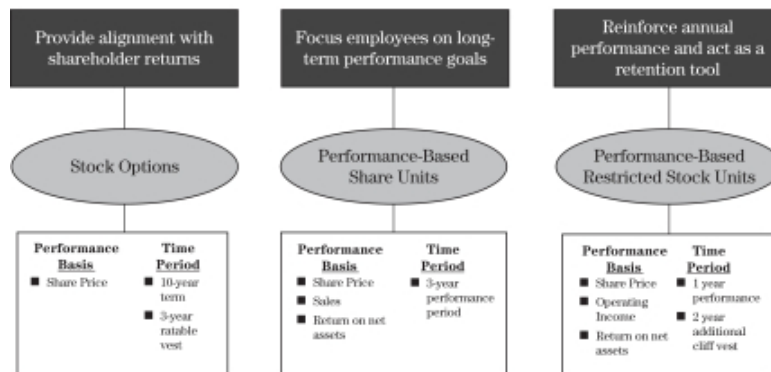 Provide alignment with
shareholder returns
Focus employees on long-
term performance goals
Reinforce annual
performance and act as a
retention tool
Stock Options
Performance-Based
Share Units
Performance-Based
Restricted Stock Units
Performance
Basis
■ Share Price
Time
Period
■ 10-year
term
■ 3-year
ratable
vest
Performance
Basis
■ Share Price
■ Sales
■ Return on net
assets
Time
Period
■ 3-year
performance
period
Performance
Basis
■ Share Price
■ Operating
Income
■ Return on net
assets
Time
Period
■ 1 year
performance
■ 2 year
additional
cliff vest